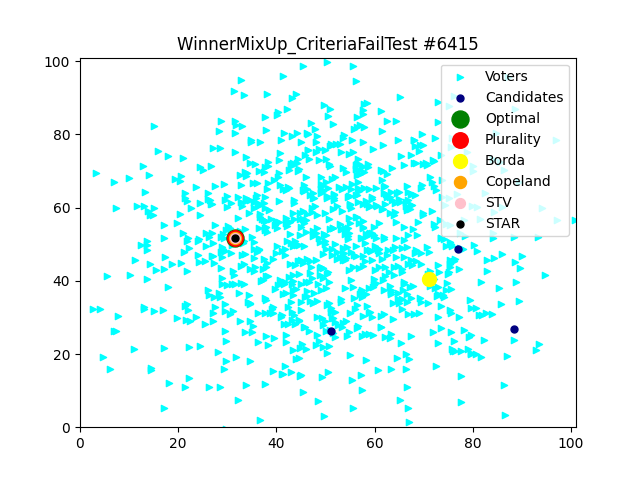 WinnerMixUp_CriteriaFailTest #6415
100
80
60
40
20
0
0
20
40
60
80
100
Voters
Candidates
Optimal
Plurality
Borda
Copeland
STV
STAR